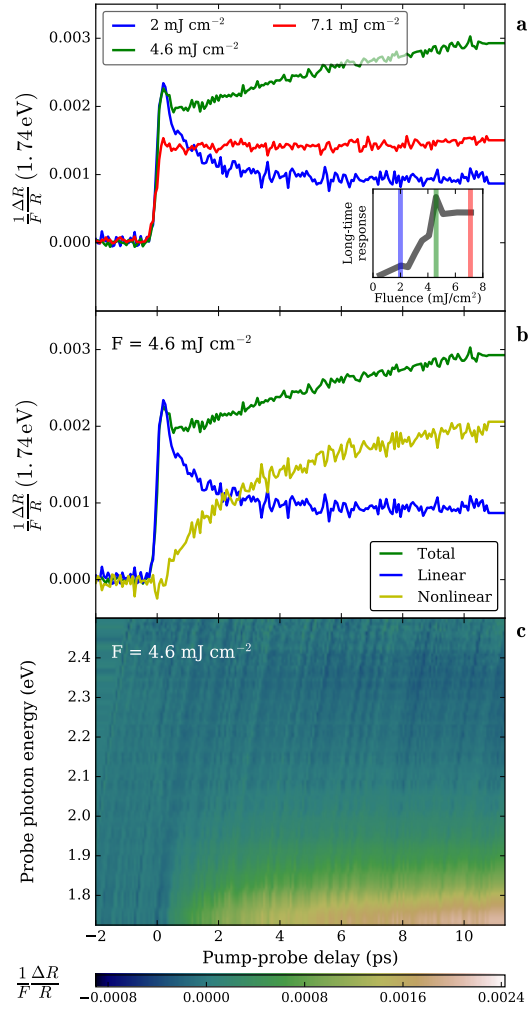 a
2 mJ cm⁻²
4.6 mJ cm⁻²
7.1 mJ cm⁻²
1/F ΔR/R (1.74 eV)
0.003
0.002
0.001
0.000
Long-time
response
0 2 4 6 8
Fluence (mJ/cm²)
b
F = 4.6 mJ cm⁻²
1/F ΔR/R (1.74 eV)
0.003
0.002
0.001
0.000
Total
Linear
Nonlinear
c
F = 4.6 mJ cm⁻²
Probe photon energy (eV)
2.4
2.3
2.2
2.1
2.0
1.9
1.8
−2 0 2 4 6 8 10
Pump-probe delay (ps)
1/F ΔR/R
−0.0008 0.0000 0.0008 0.0016 0.0024